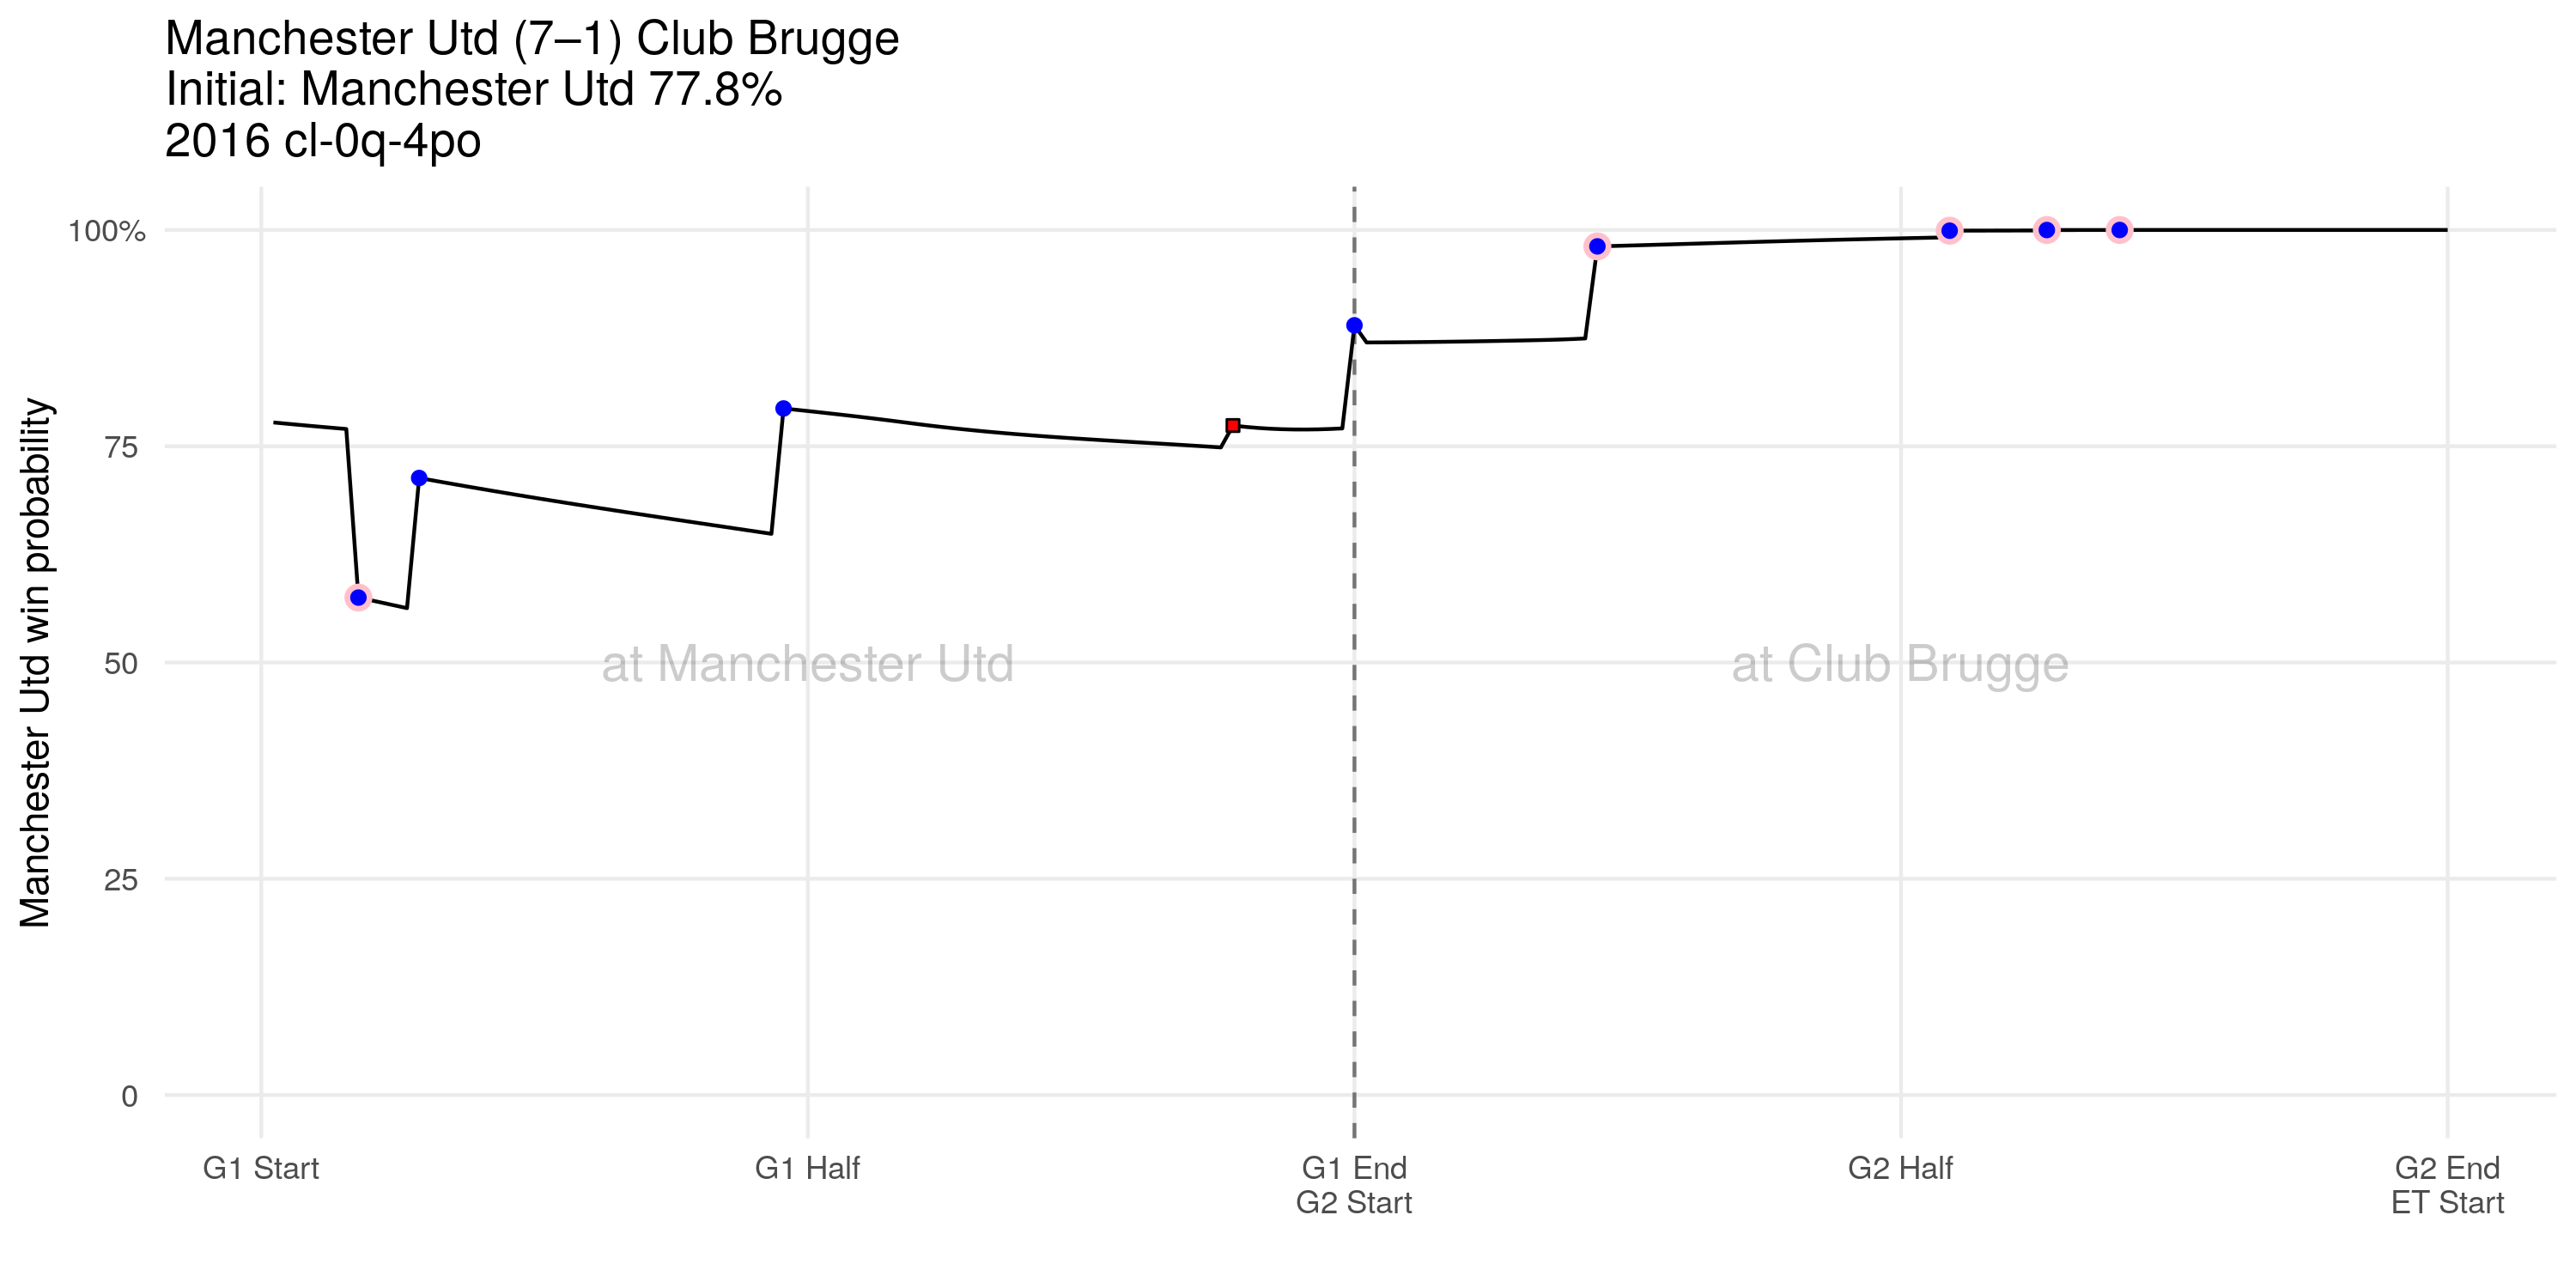 Manchester Utd (7–1) Club Brugge
Initial: Manchester Utd 77.8%
2016 cl-0q-4po
Manchester Utd win probability
100%
75
50
25
0
at Manchester Utd
at Club Brugge
G1 Start
G1 Half
G1 End
G2 Start
G2 Half
G2 End
ET Start